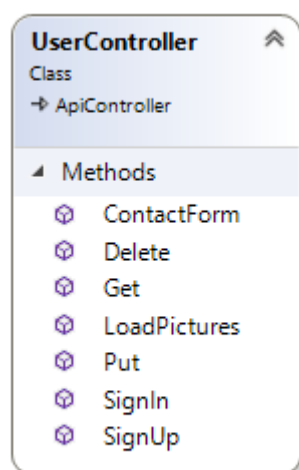 UserController
Class
ApiController
Methods
ContactForm
Delete
Get
LoadPictures
Put
SignIn
SignUp